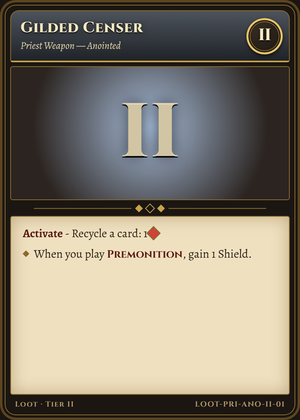 Gilded Censer
Priest Weapon — Anointed
II
II
Activate - Recycle a card: 1
When you play Premonition, gain 1 Shield.
Loot · Tier II
LOOT-PRI-ANO-II-01